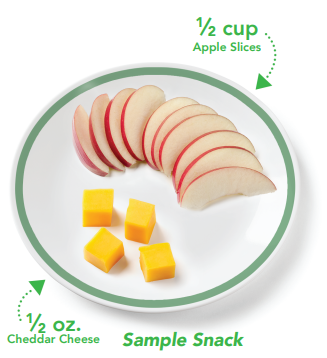 ½ cup
Apple Slices
½ oz.
Cheddar Cheese
Sample Snack